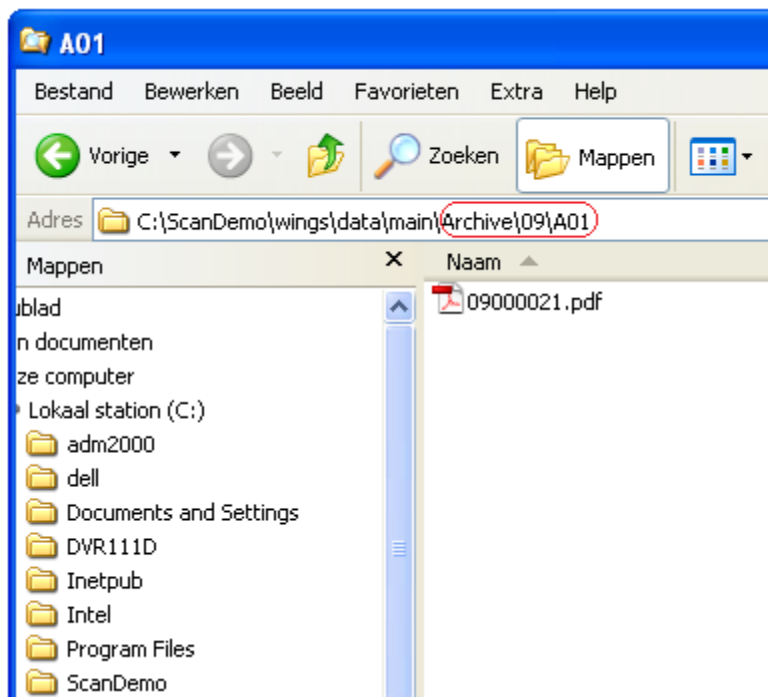 A01
Bestand Bewerken Beeld Favorieten Extra Help
Vorige Zoeken Mappen
Adres C:\ScanDemo\wings\data\main\Archive\09\A01
Mappen X Naam
ublad
n documenten
ze computer
Lokaal station (C:)
adm2000
dell
Documents and Settings
DVR111D
Inetpub
Intel
Program Files
ScanDemo
09000021.pdf